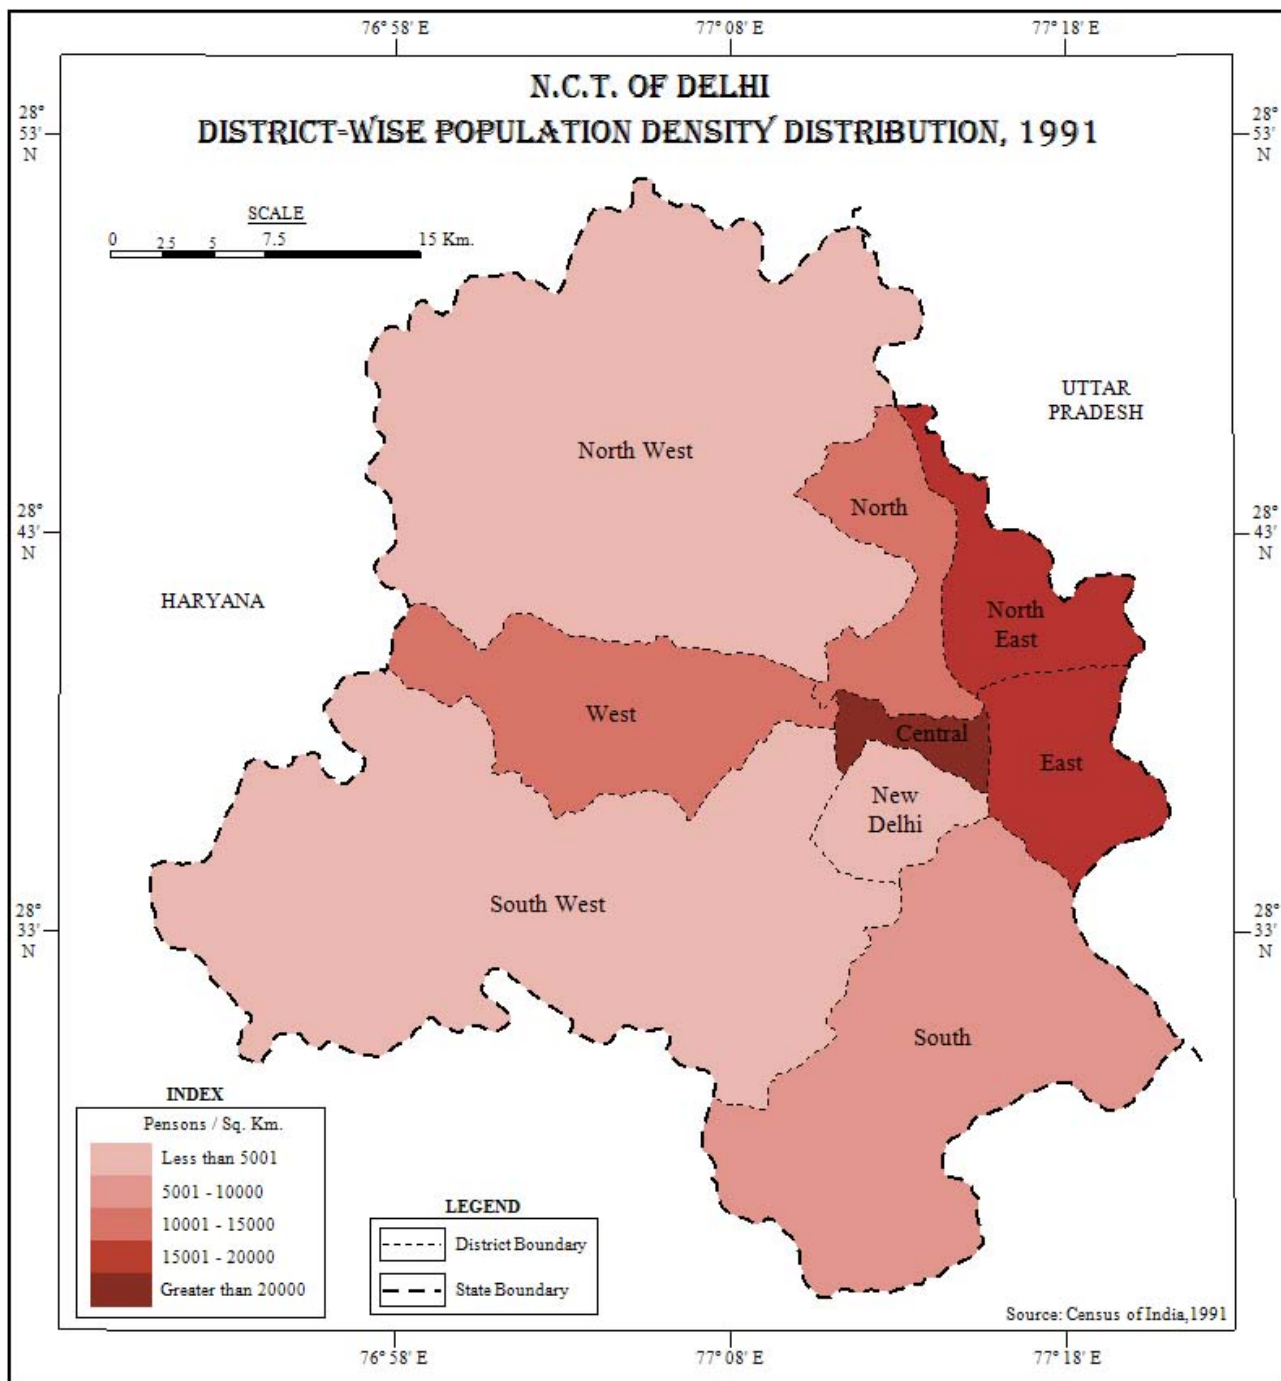 76° 58' E
77° 08' E
77° 18' E
N.C.T. OF DELHI
DISTRICT-WISE POPULATION DENSITY DISTRIBUTION, 1991
28°
53'
N
28°
53'
N
SCALE
0 2.5 5 7.5 15 Km.
UTTAR
PRADESH
North West
North
28°
43'
N
28°
43'
N
HARYANA
North
East
West
Central
East
New
Delhi
South West
28°
33'
N
28°
33'
N
South
INDEX
Pensons / Sq. Km.
Less than 5001
5001 - 10000
10001 - 15000
15001 - 20000
Greater than 20000
LEGEND
District Boundary
State Boundary
Source: Census of India,1991
76° 58' E
77° 08' E
77° 18' E